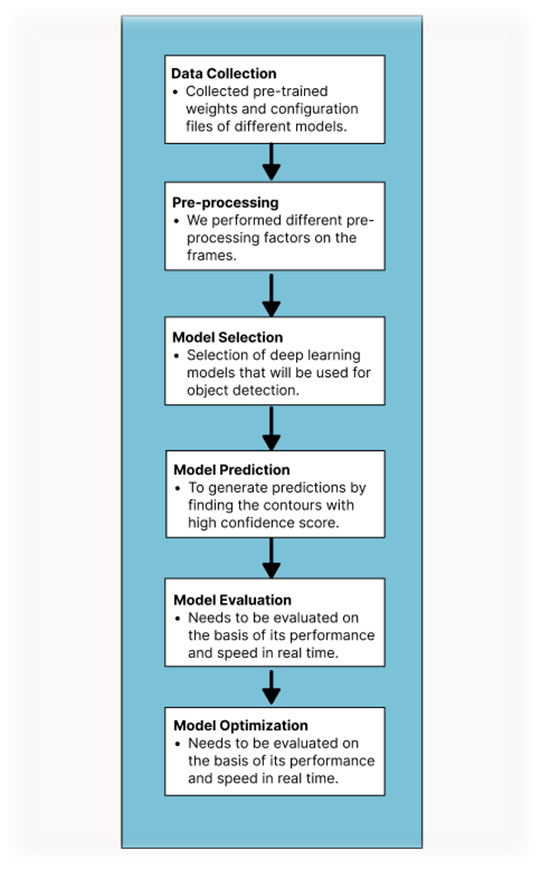 Data Collection
• Collected pre-trained
weights and configuration
files of different models.
Pre-processing
• We performed different pre-
processing factors on the
frames.
Model Selection
• Selection of deep learning
models that will be used for
object detection.
Model Prediction
• To generate predictions by
finding the contours with
high confidence score.
Model Evaluation
• Needs to be evaluated on
the basis of its performance
and speed in real time.
Model Optimization
• Needs to be evaluated on
the basis of its performance
and speed in real time.